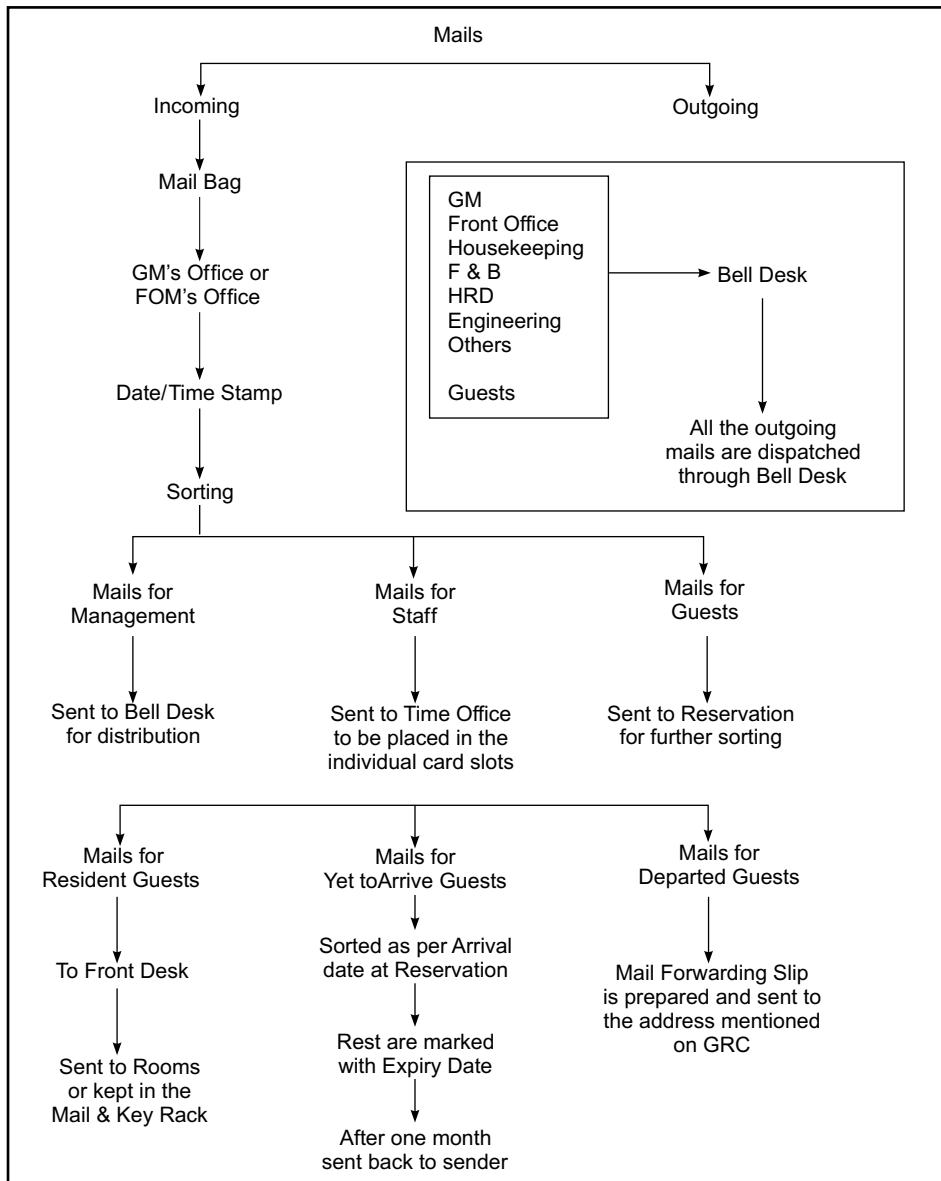 Mails
Incoming
Outgoing
Mail Bag
GM's Office or
FOM's Office
Date/Time Stamp
Sorting
GM
Front Office
Housekeeping
F & B
HRD
Engineering
Others
Guests
Bell Desk
All the outgoing
mails are dispatched
through Bell Desk
Mails for
Management
Sent to Bell Desk
for distribution
Mails for
Staff
Sent to Time Office
to be placed in the
individual card slots
Mails for
Guests
Sent to Reservation
for further sorting
Mails for
Resident Guests
To Front Desk
Sent to Rooms
or kept in the
Mail & Key Rack
Mails for
Yet toArrive Guests
Sorted as per Arrival
date at Reservation
Rest are marked
with Expiry Date
After one month
sent back to sender
Mails for
Departed Guests
Mail Forwarding Slip
is prepared and sent to
the address mentioned
on GRC